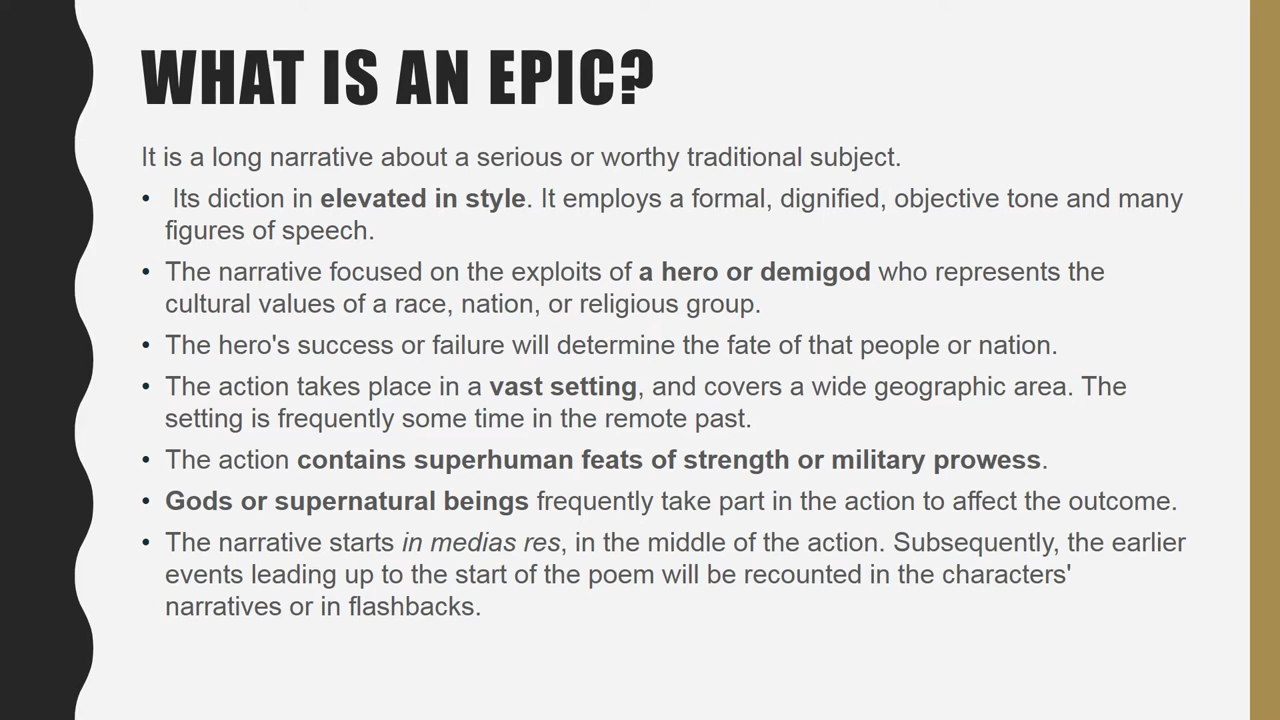 WHAT IS AN EPIC?
It is a long narrative about a serious or worthy traditional subject.
• Its diction in elevated in style. It employs a formal, dignified, objective tone and many
figures of speech.
• The narrative focused on the exploits of a hero or demigod who represents the
cultural values of a race, nation, or religious group.
• The hero's success or failure will determine the fate of that people or nation.
• The action takes place in a vast setting, and covers a wide geographic area. The
setting is frequently some time in the remote past.
• The action contains superhuman feats of strength or military prowess.
• Gods or supernatural beings frequently take part in the action to affect the outcome.
• The narrative starts in medias res, in the middle of the action. Subsequently, the earlier
events leading up to the start of the poem will be recounted in the characters'
narratives or in flashbacks.